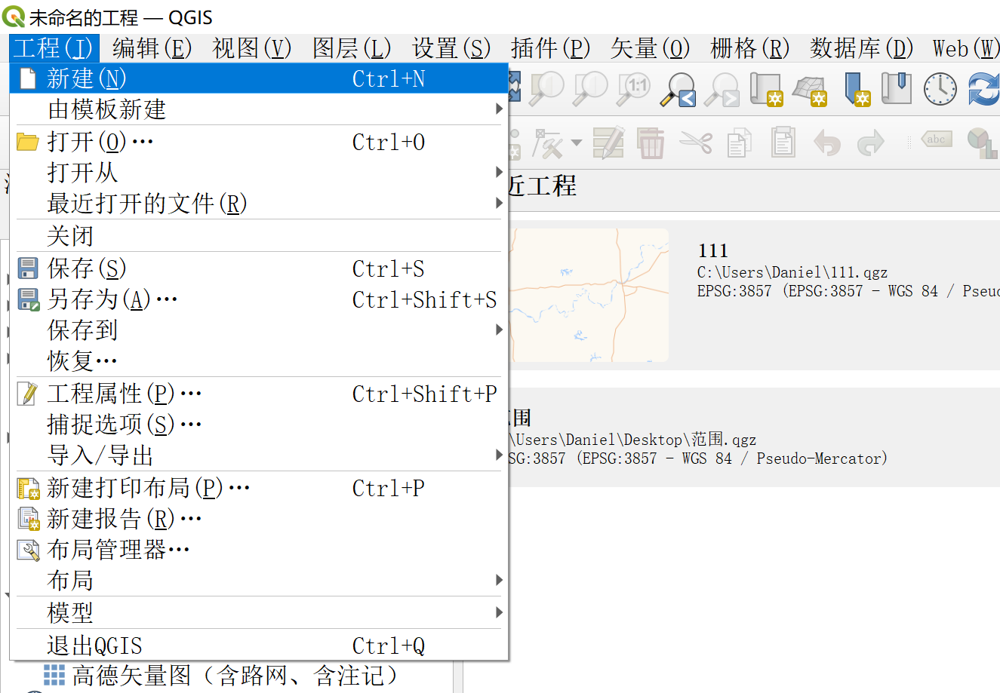 未命名的工程 — QGIS
工程(J) 编辑(E) 视图(V) 图层(L) 设置(S) 插件(P) 矢量(O) 栅格(R) 数据库(D) Web(W)
新建(N) Ctrl+N
由模板新建
打开(O)… Ctrl+O
打开从
最近打开的文件(R)
关闭
保存(S) Ctrl+S
另存为(A)… Ctrl+Shift+S
保存到
恢复…
工程属性(P)… Ctrl+Shift+P
捕捉选项(S)…
导入/导出
新建打印布局(P)… Ctrl+P
新建报告(R)…
布局管理器…
布局
模型
退出QGIS Ctrl+Q
高德矢量图（含路网、含注记）
1:1
abc
近工程
111
C:\Users\Daniel\111.qgz
EPSG:3857 (EPSG:3857 - WGS 84 / Pseud
围
\Users\Daniel\Desktop\范围.qgz
SG:3857 (EPSG:3857 - WGS 84 / Pseudo-Mercator)